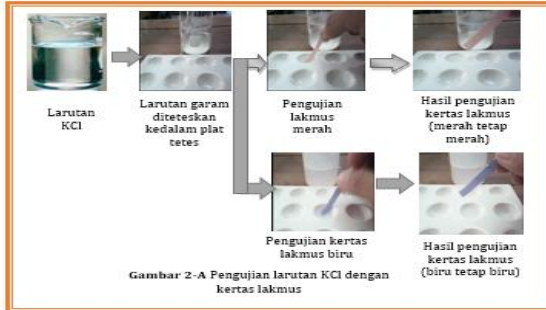 Larutan
KCl
Larutan garam
diteteskan
kedalam plat
tetes
Pengujian
lakmus
merah
Hasil pengujian
kertas lakmus
(merah tetap
merah)
Pengujian kertas
lakmus biru
Hasil pengujian
kertas lakmus
(biru tetap biru)
Gambar 2-A Pengujian larutan KCl dengan
kertas lakmus